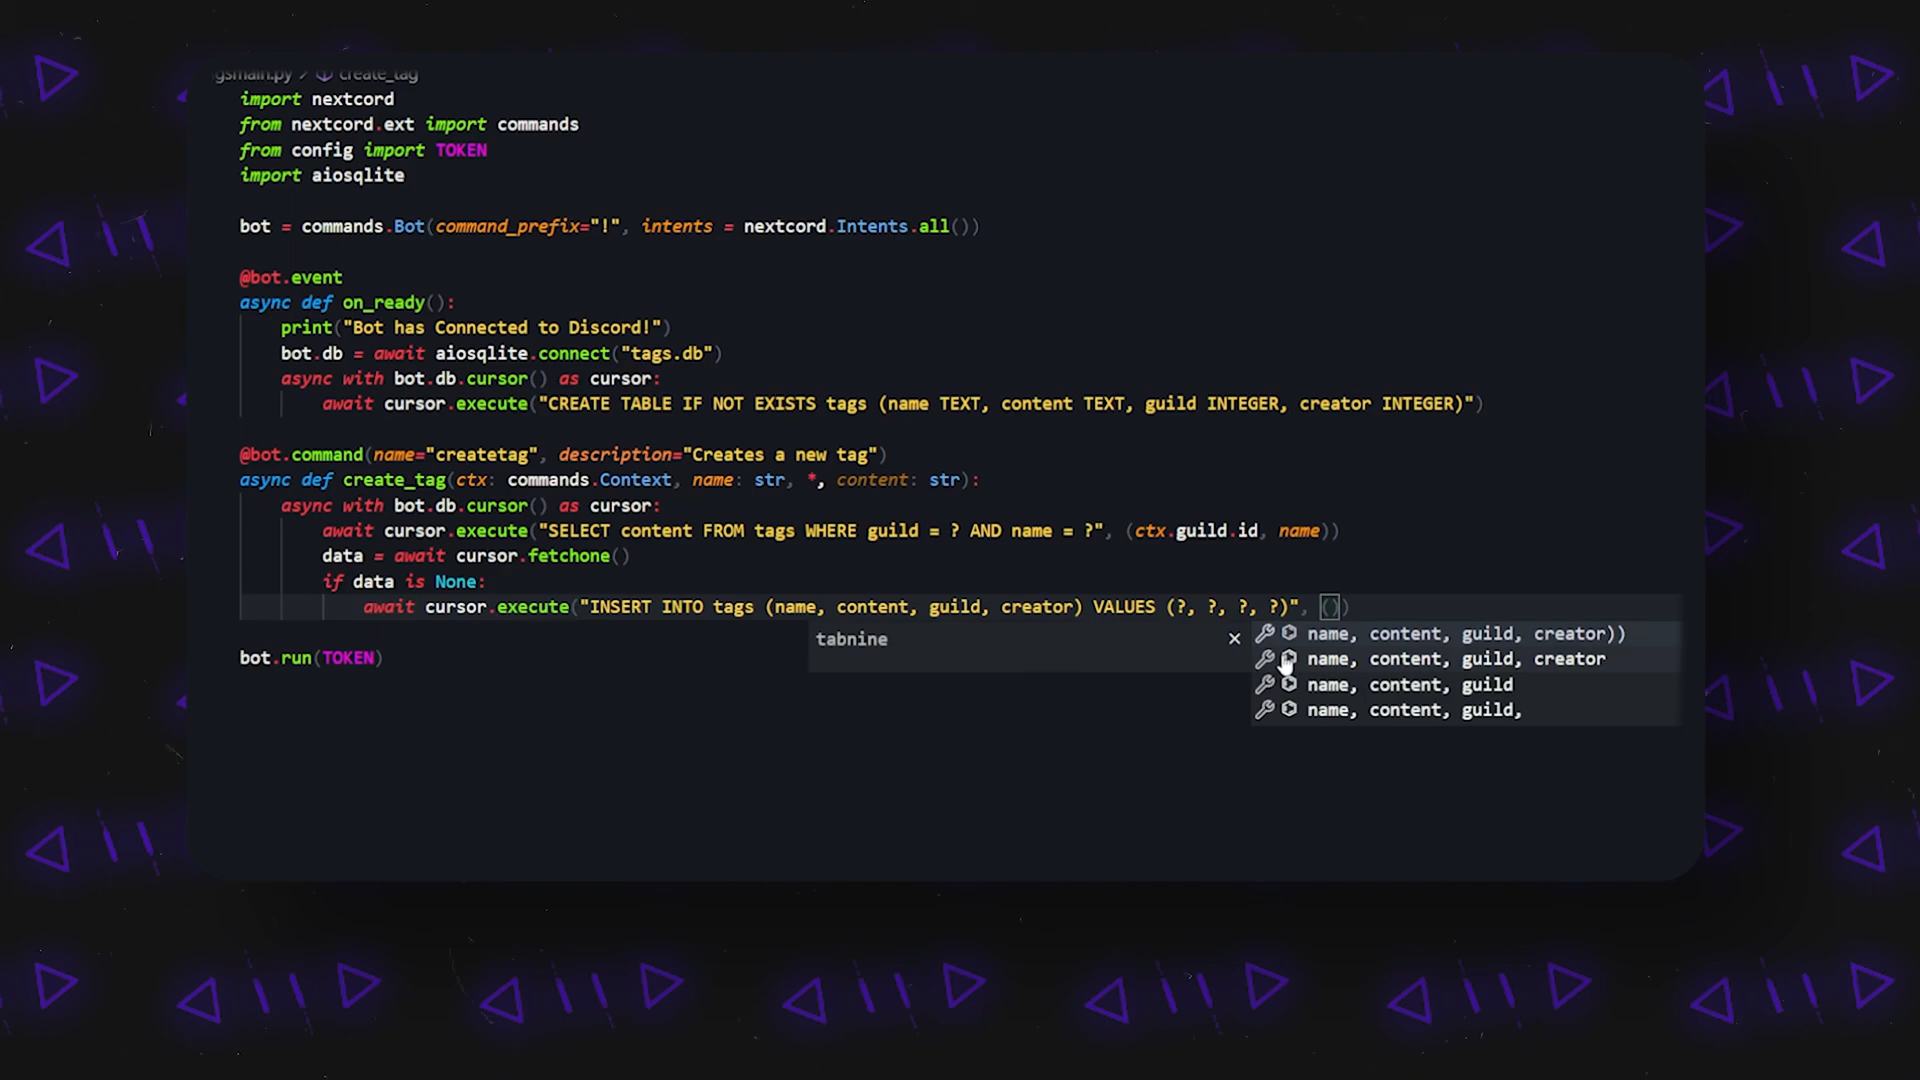 gsmain.py > create_tag
import nextcord
from nextcord.ext import commands
from config import TOKEN
import aiosqlite
bot = commands.Bot(command_prefix="!", intents = nextcord.Intents.all())
@bot.event
async def on_ready():
print("Bot has Connected to Discord!")
bot.db = await aiosqlite.connect("tags.db")
async with bot.db.cursor() as cursor:
await cursor.execute("CREATE TABLE IF NOT EXISTS tags (name TEXT, content TEXT, guild INTEGER, creator INTEGER)")
@bot.command(name="createtag", description="Creates a new tag")
async def create_tag(ctx: commands.Context, name: str, *, content: str):
async with bot.db.cursor() as cursor:
await cursor.execute("SELECT content FROM tags WHERE guild = ? AND name = ?", (ctx.guild.id, name))
data = await cursor.fetchone()
if data is None:
await cursor.execute("INSERT INTO tags (name, content, guild, creator) VALUES (?, ?, ?, ?)", ())
tabnine
name, content, guild, creator))
name, content, guild, creator
name, content, guild
name, content, guild,
bot.run(TOKEN)